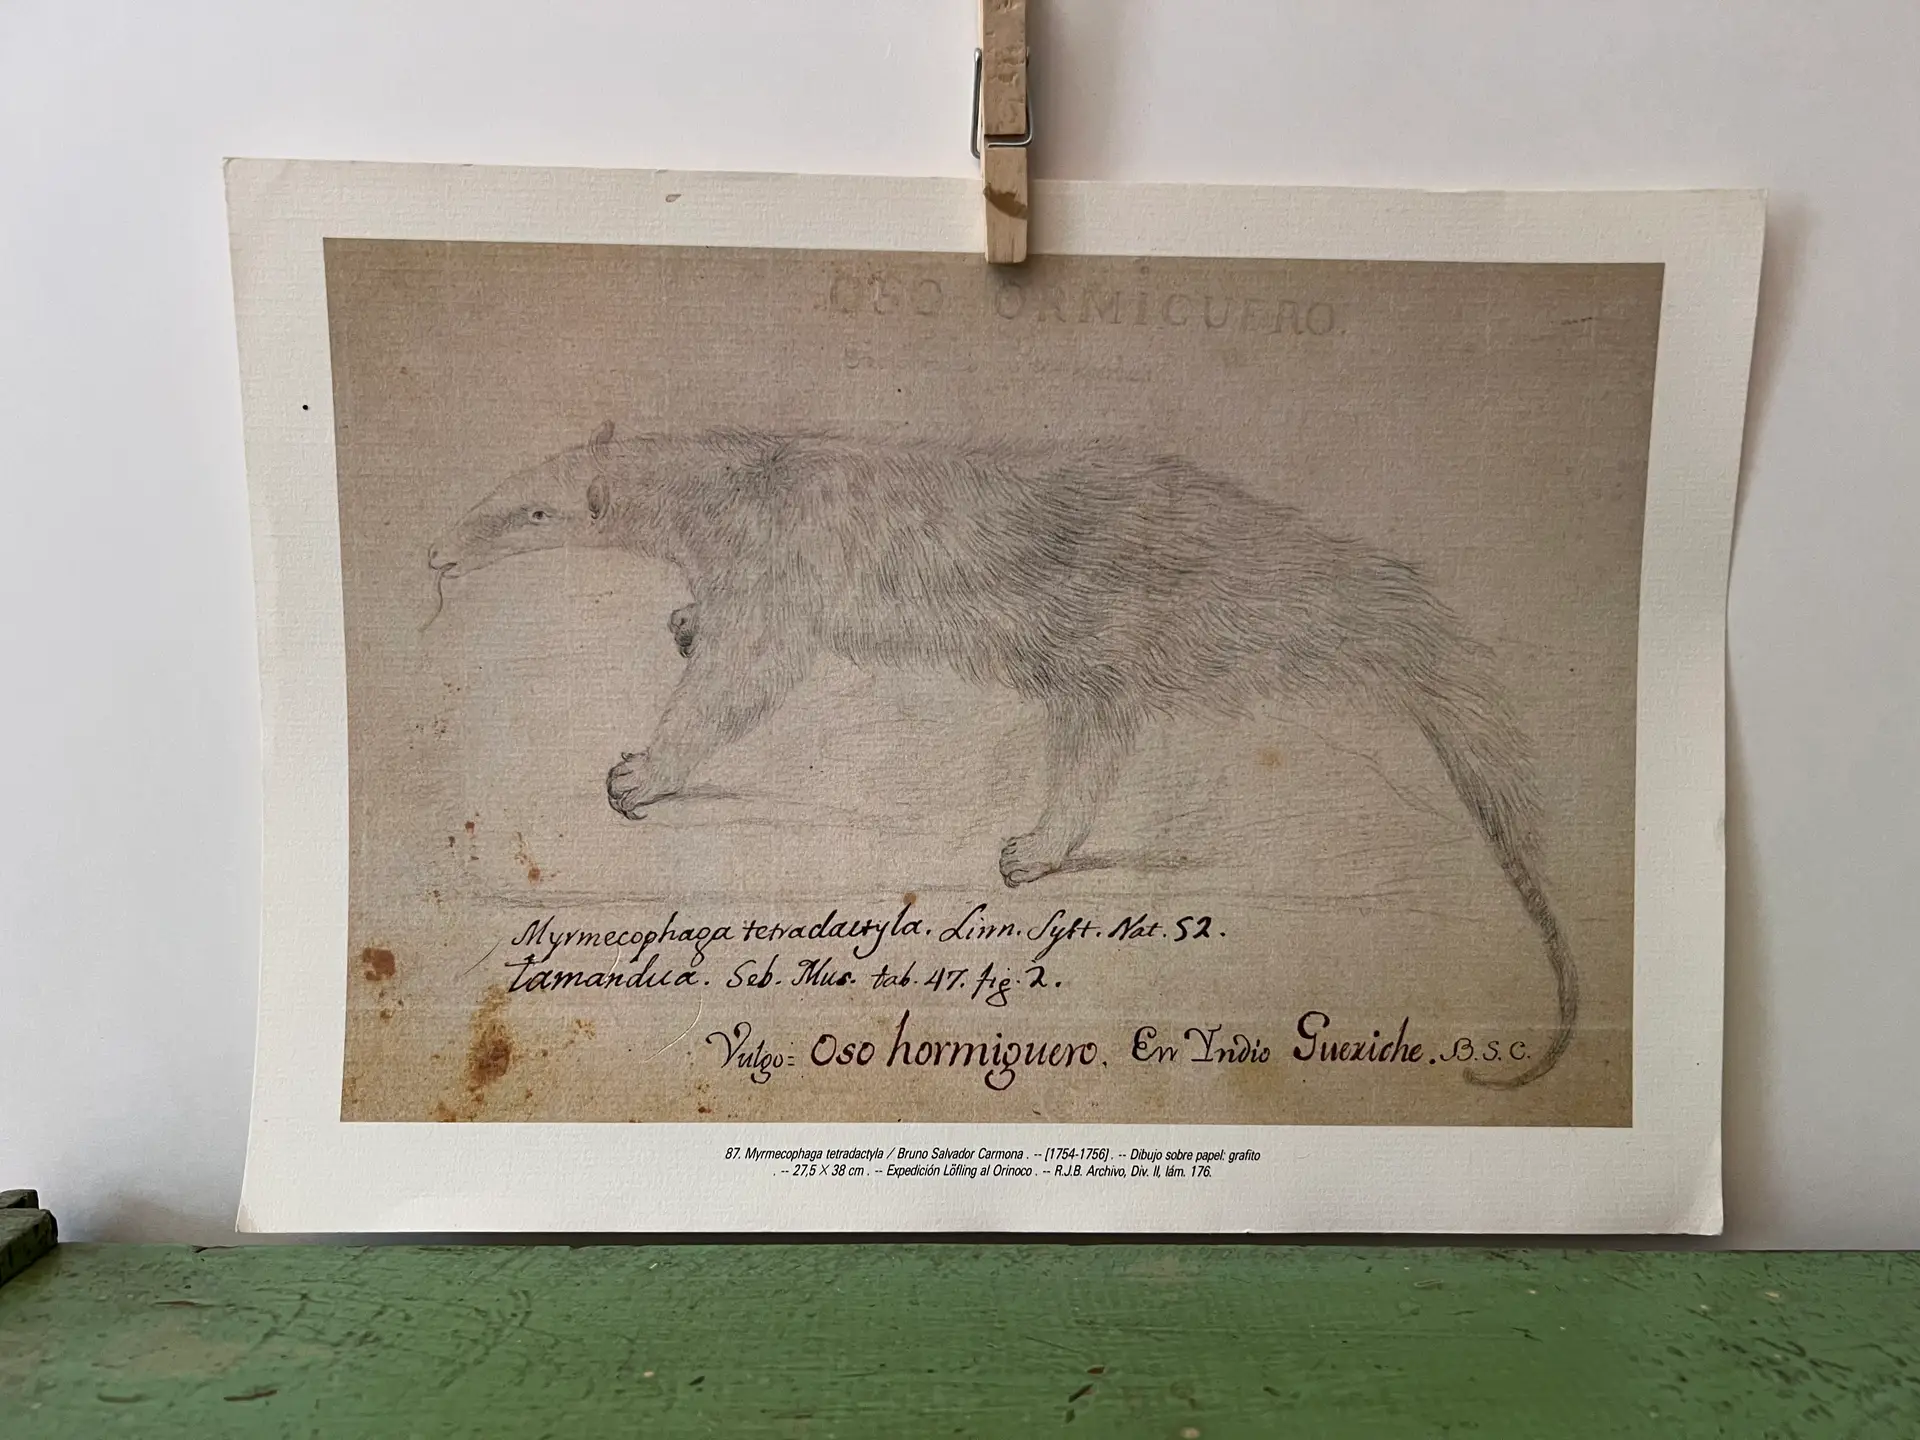 OSO ORMIGUERO.
Myrmecophaga tetradactyla. Linn. Syst. Nat. 52.
Tamandua. Seb. Mus. tab. 47. fig. 2.
Vulgo: Oso hormiguero. En Yndio Guexiche. B. S. C.
87. Myrmecophaga tetradactyla / Bruno Salvador Carmona . -- [1754-1756] . -- Dibujo sobre papel: grafito
. -- 27,5 X 38 cm . -- Expedición Löfling al Orinoco . -- R.J.B. Archivo, Div. II, lám. 176.